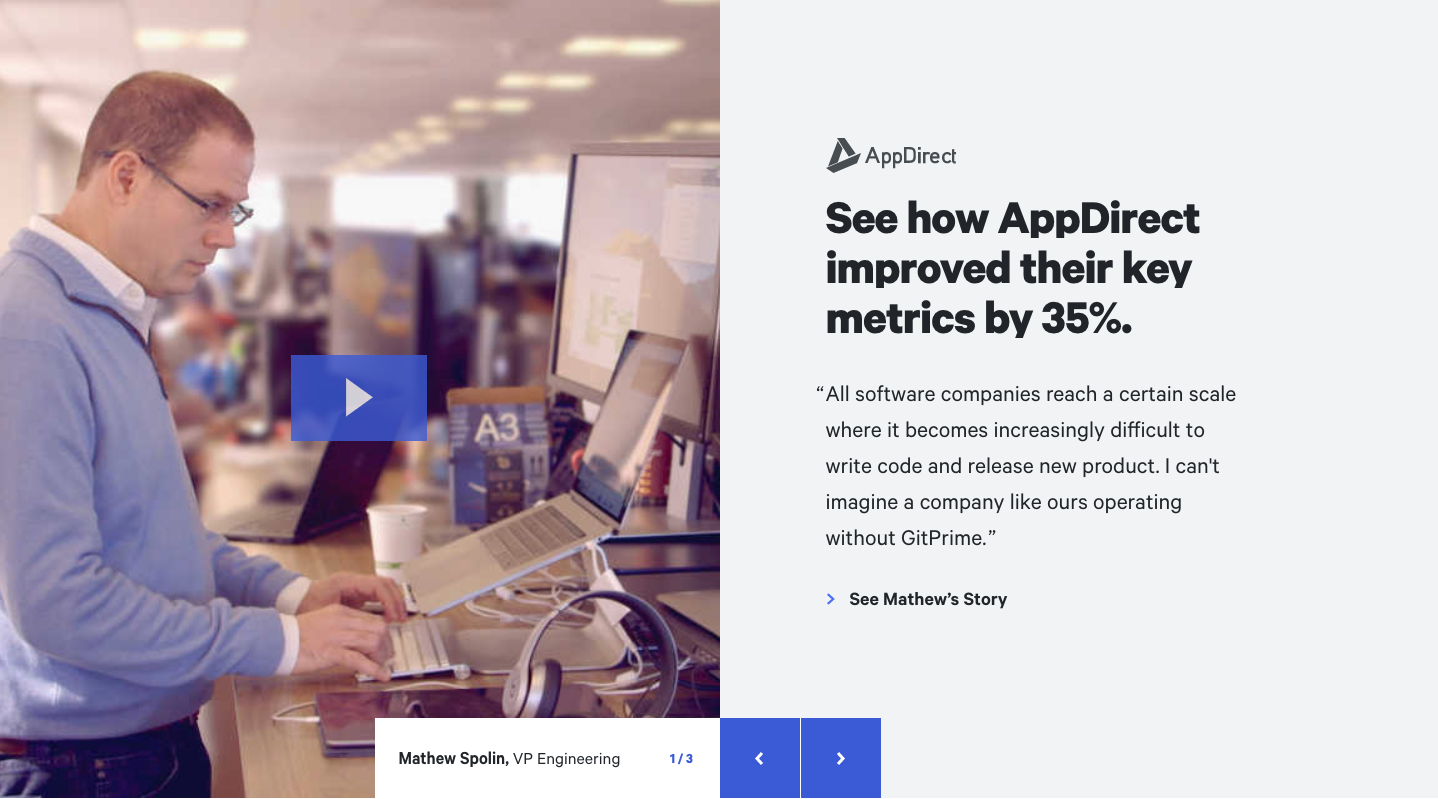 AppDirect
See how AppDirect
improved their key
metrics by 35%.
“All software companies reach a certain scale
where it becomes increasingly difficult to
write code and release new product. I can't
imagine a company like ours operating
without GitPrime.”
See Mathew’s Story
A3
Mathew Spolin, VP Engineering
1/3